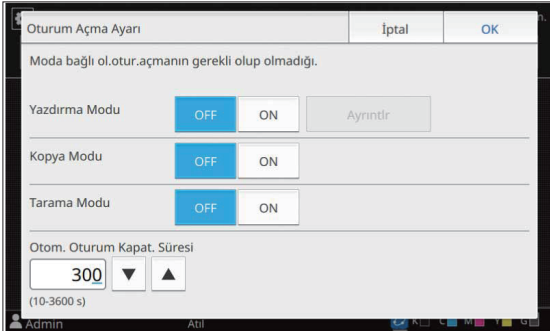 Oturum Açma Ayarı İptal OK
Moda bağlı ol.otur.açmanın gerekli olup olmadığı.
Yazdırma Modu OFF ON Ayrıntlr
Kopya Modu OFF ON
Tarama Modu OFF ON
Otom. Oturum Kapat. Süresi
300
(10-3600 s)
Admin Atıl K C M Y G